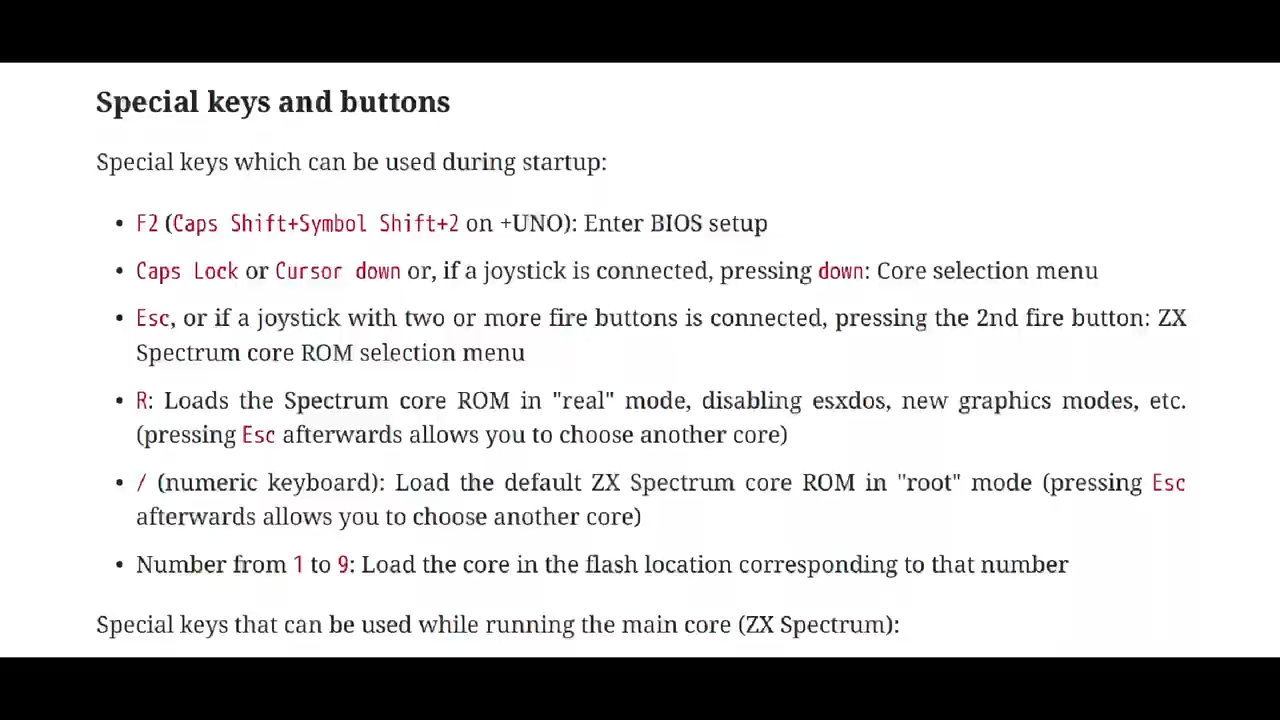 Special keys and buttons
Special keys which can be used during startup:
• F2 (Caps Shift+Symbol Shift+2 on +UNO): Enter BIOS setup
• Caps Lock or Cursor down or, if a joystick is connected, pressing down: Core selection menu
• Esc, or if a joystick with two or more fire buttons is connected, pressing the 2nd fire button: ZX
Spectrum core ROM selection menu
• R: Loads the Spectrum core ROM in "real" mode, disabling esxdos, new graphics modes, etc.
(pressing Esc afterwards allows you to choose another core)
• / (numeric keyboard): Load the default ZX Spectrum core ROM in "root" mode (pressing Esc
afterwards allows you to choose another core)
• Number from 1 to 9: Load the core in the flash location corresponding to that number
Special keys that can be used while running the main core (ZX Spectrum):